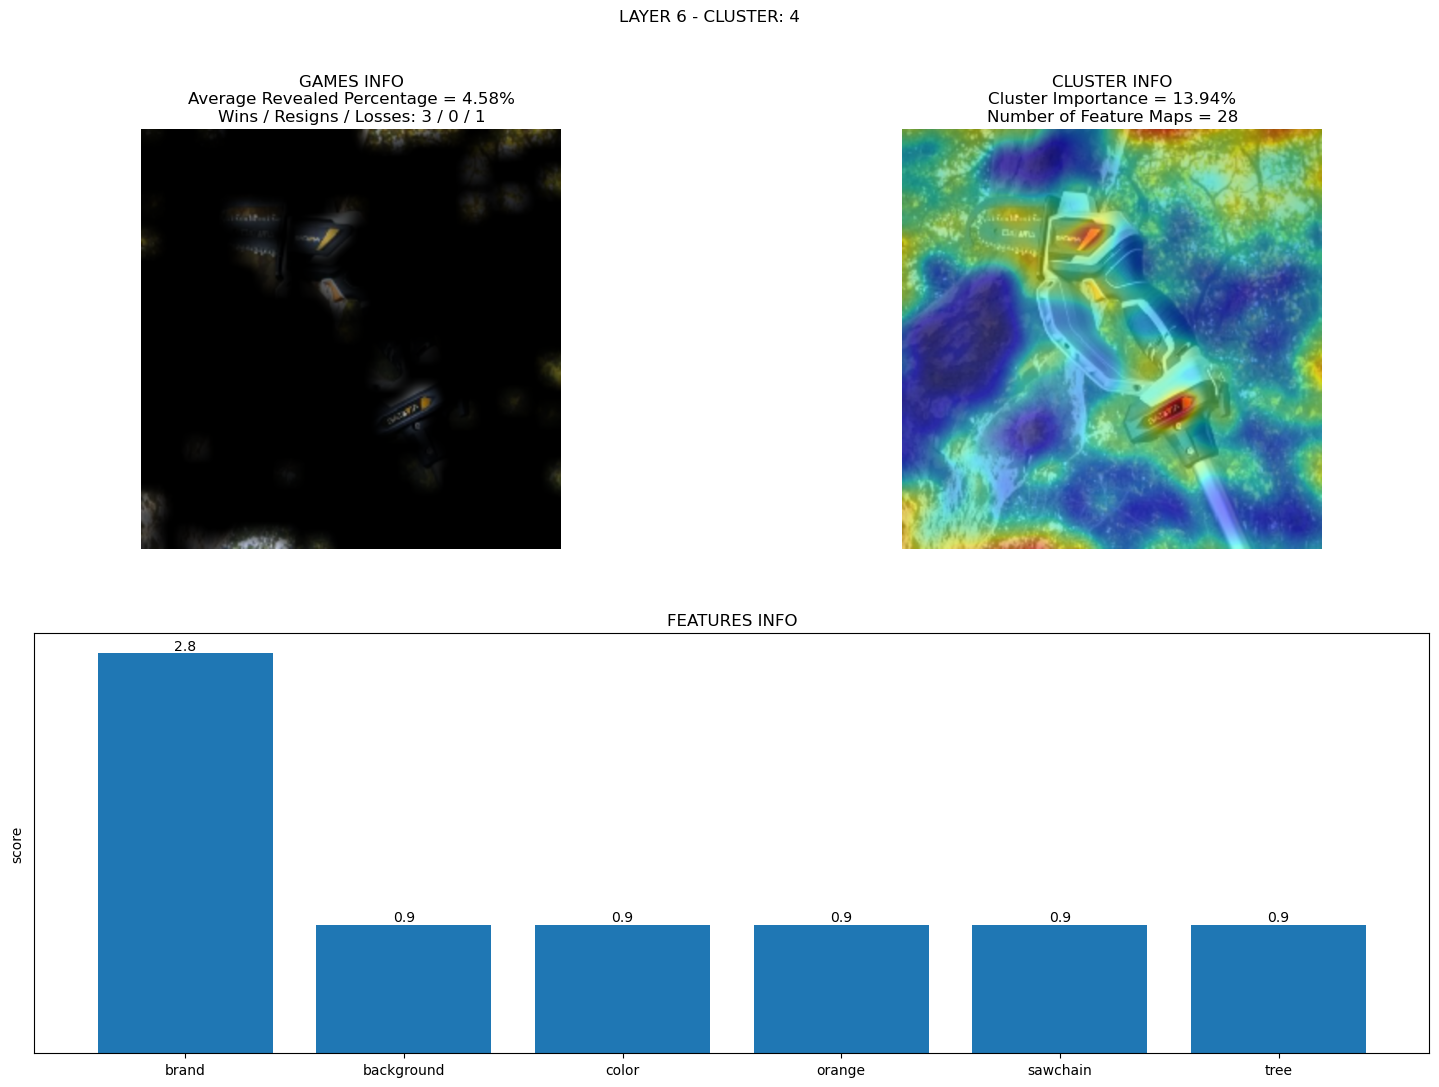 LAYER 6 - CLUSTER: 4
GAMES INFO
Average Revealed Percentage = 4.58%
Wins / Resigns / Losses: 3 / 0 / 1
CLUSTER INFO
Cluster Importance = 13.94%
Number of Feature Maps = 28
FEATURES INFO
score
2.8
0.9
0.9
0.9
0.9
0.9
brand
background
color
orange
sawchain
tree